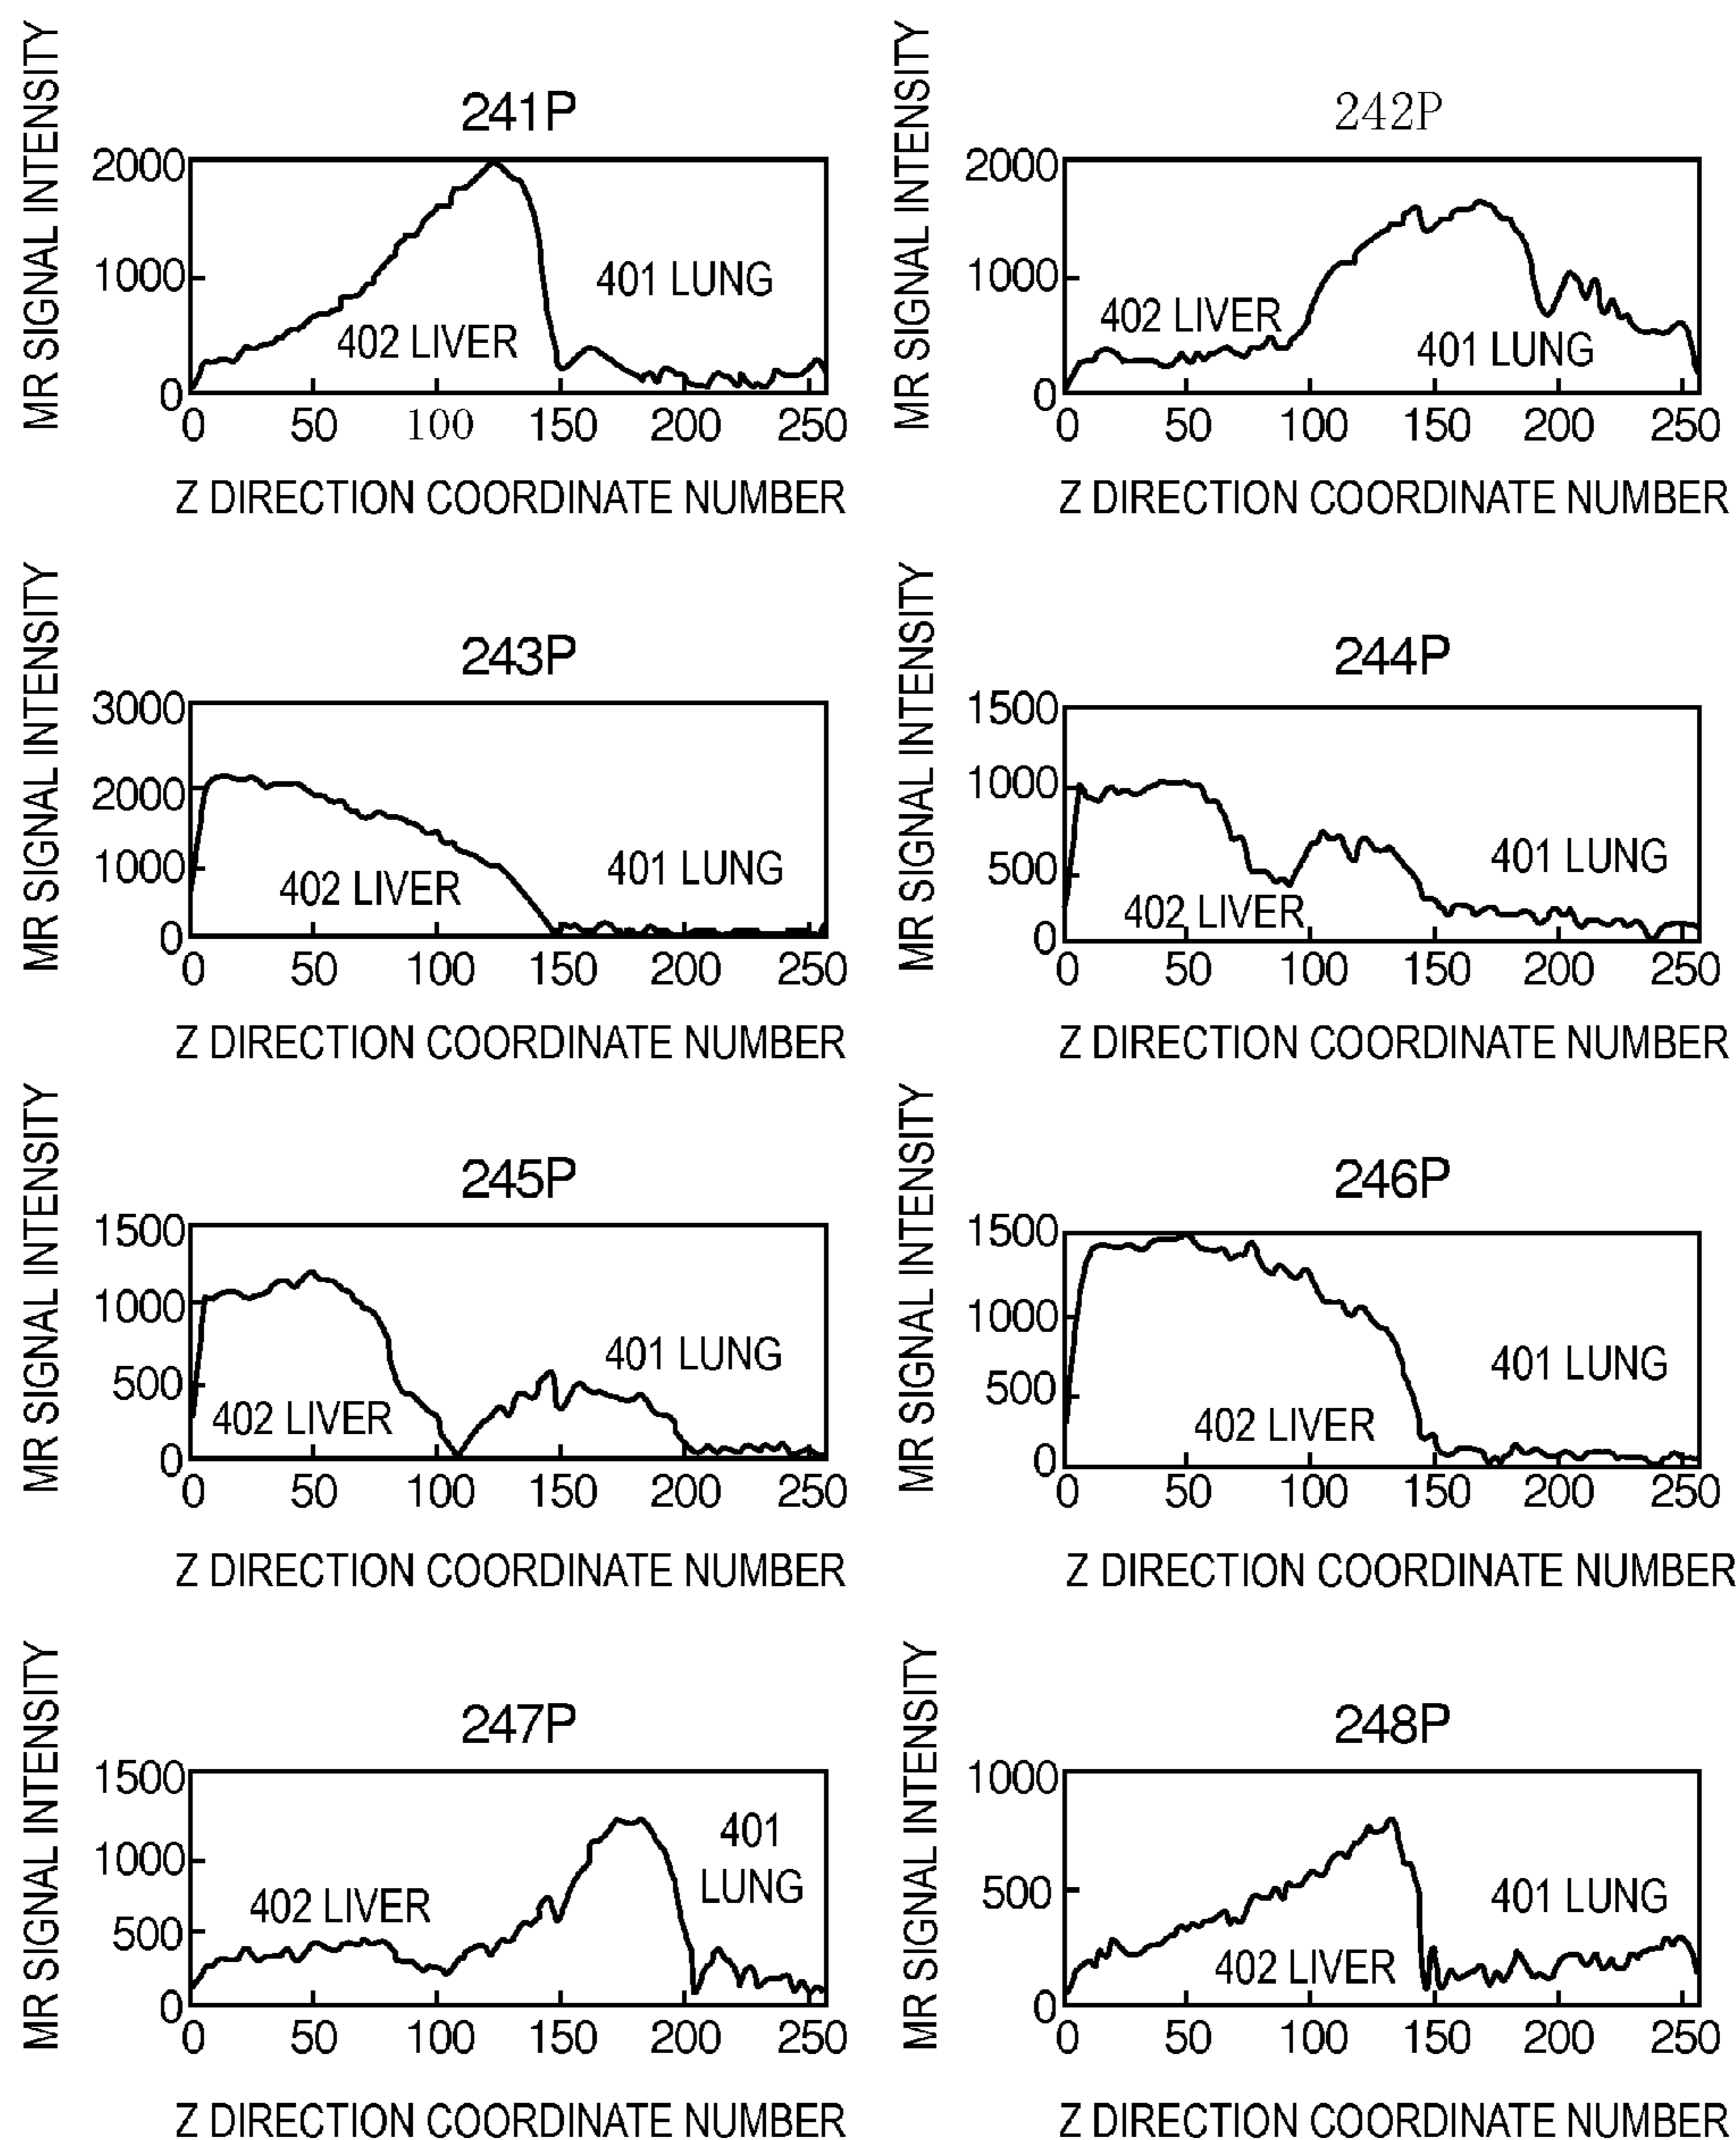 241P
MR SIGNAL INTENSITY
2000
1000
0
402 LIVER
401 LUNG
0 50 100 150 200 250
Z DIRECTION COORDINATE NUMBER
242P
MR SIGNAL INTENSITY
2000
1000
0
402 LIVER
401 LUNG
0 50 100 150 200 250
Z DIRECTION COORDINATE NUMBER
243P
MR SIGNAL INTENSITY
3000
2000
1000
0
402 LIVER
401 LUNG
0 50 100 150 200 250
Z DIRECTION COORDINATE NUMBER
244P
MR SIGNAL INTENSITY
1500
1000
500
0
402 LIVER
401 LUNG
0 50 100 150 200 250
Z DIRECTION COORDINATE NUMBER
245P
MR SIGNAL INTENSITY
1500
1000
500
0
402 LIVER
401 LUNG
0 50 100 150 200 250
Z DIRECTION COORDINATE NUMBER
246P
MR SIGNAL INTENSITY
1500
1000
500
0
402 LIVER
401 LUNG
0 50 100 150 200 250
Z DIRECTION COORDINATE NUMBER
247P
MR SIGNAL INTENSITY
1500
1000
500
0
402 LIVER
401
LUNG
0 50 100 150 200 250
Z DIRECTION COORDINATE NUMBER
248P
MR SIGNAL INTENSITY
1000
500
0
402 LIVER
401 LUNG
0 50 100 150 200 250
Z DIRECTION COORDINATE NUMBER